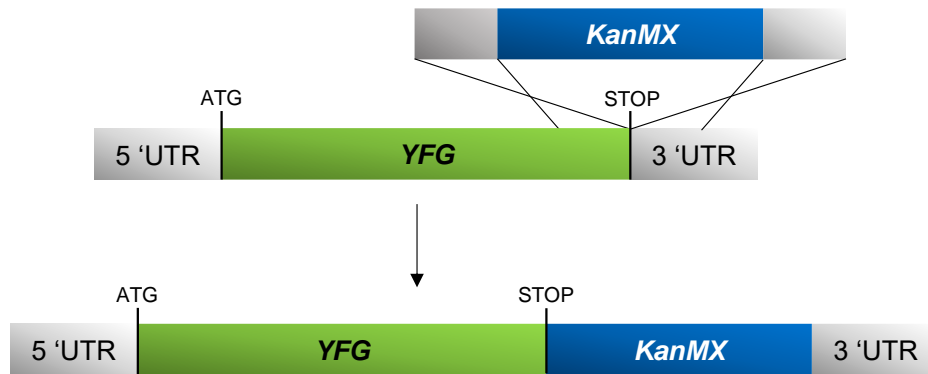 KanMX
ATG STOP
5 ‘UTR YFG 3 ‘UTR
ATG STOP
5 ‘UTR YFG KanMX 3 ‘UTR